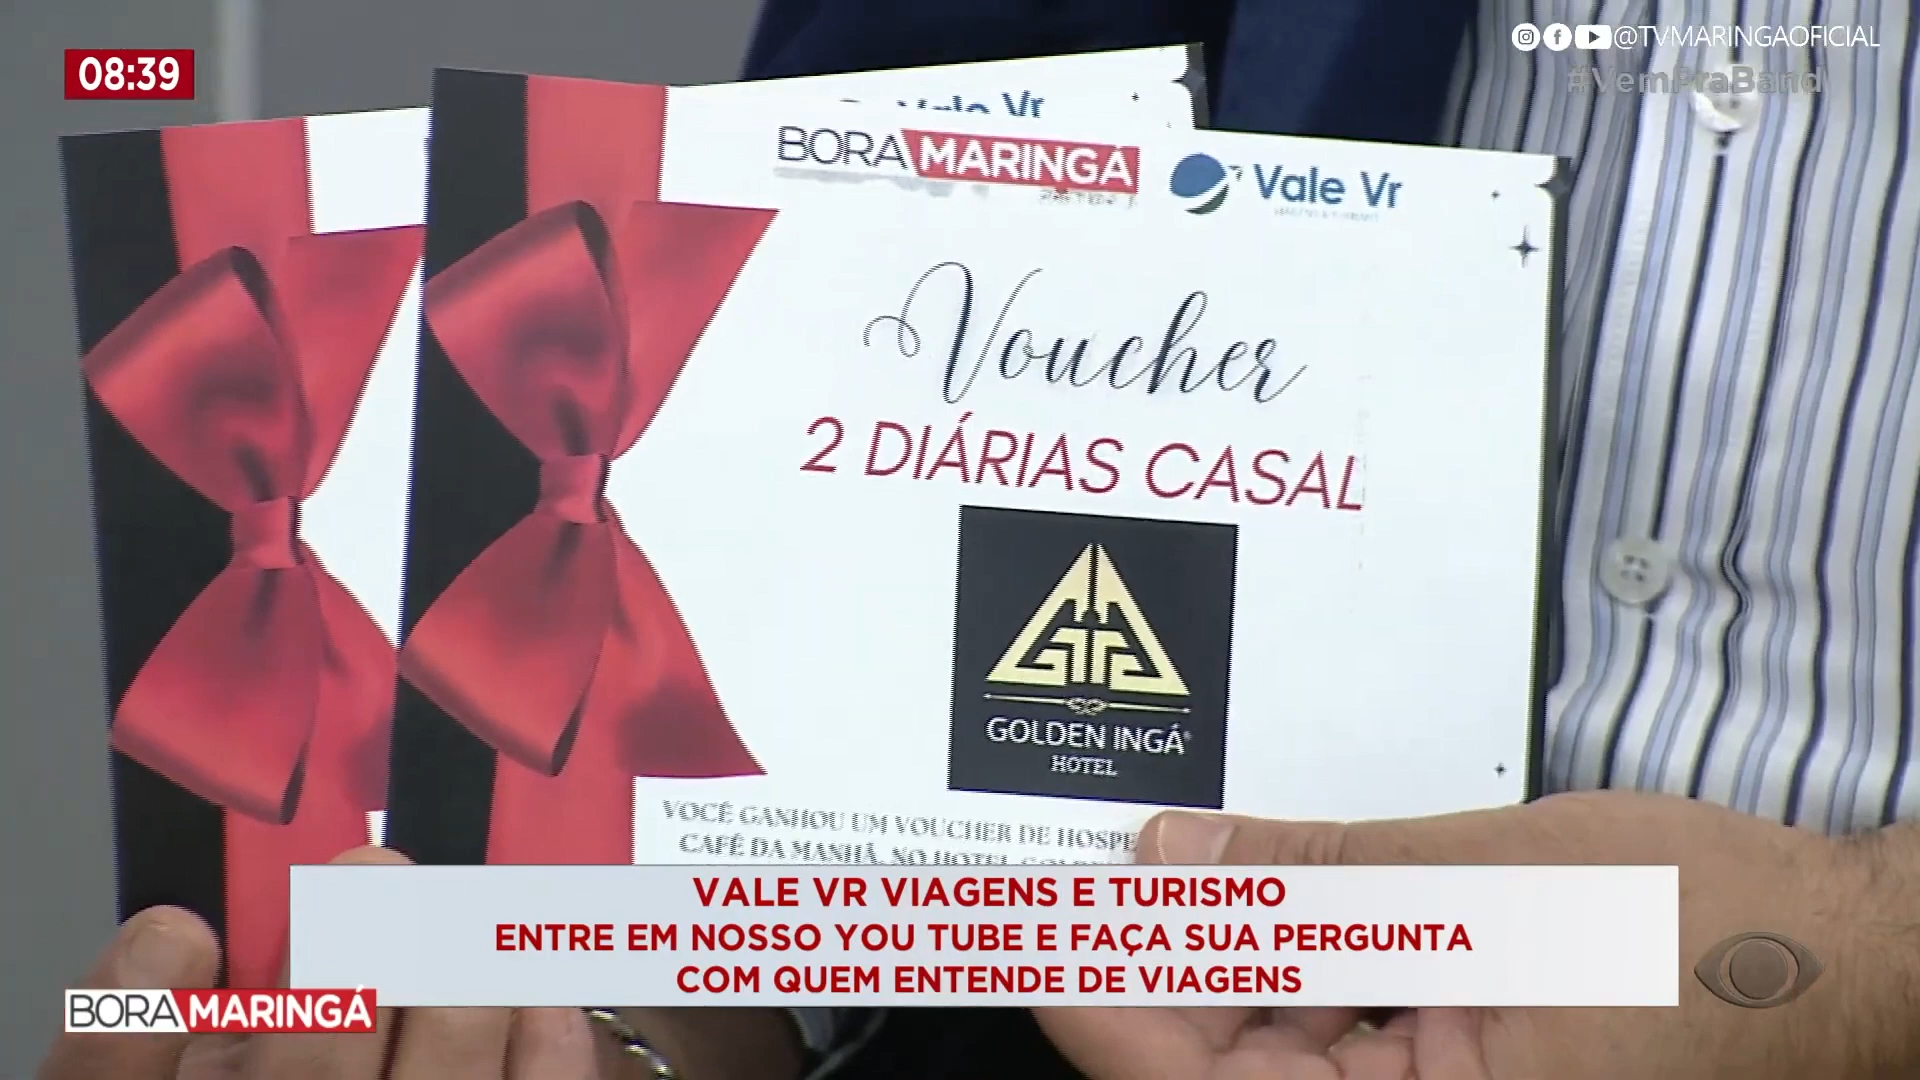 08:39
@TVMARINGAOFICIAL
#VemPraBand
Vale Vr
BORA MARINGÁ
Vale Vr
Voucher
2 DIÁRIAS CASAL
GOLDEN INGÁ
HOTEL
VOCÊ GANHOU UM VOUCHER DE HOSPE
CAFÉ DA MANHÃ, NO HOTEL
VALE VR VIAGENS E TURISMO
ENTRE EM NOSSO YOU TUBE E FAÇA SUA PERGUNTA
COM QUEM ENTENDE DE VIAGENS
BORA MARINGÁ